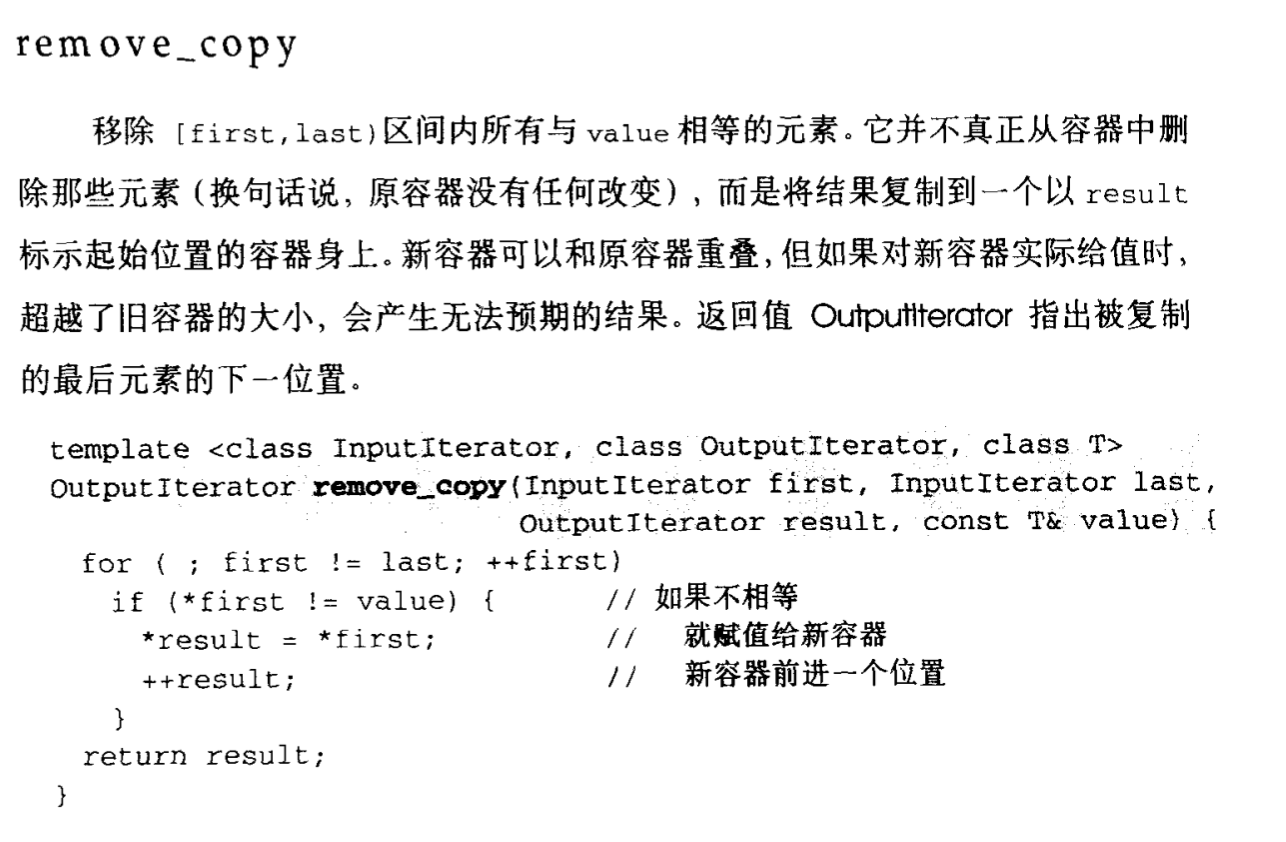 remove_copy
移除 [first,last)区间内所有与 value 相等的元素。它并不真正从容器中删
除那些元素(换句话说, 原容器没有任何改变), 而是将结果复制到一个以 result
标示起始位置的容器身上。新容器可以和原容器重叠,但如果对新容器实际给值时,
超越了旧容器的大小, 会产生无法预期的结果。返回值 OutputIterator 指出被复制
的最后元素的下一位置。
template <class InputIterator, class OutputIterator, class T>
OutputIterator remove_copy(InputIterator first, InputIterator last,
OutputIterator result, const T& value) {
for ( ; first != last; ++first)
if (*first != value) { // 如果不相等
*result = *first; // 就赋值给新容器
++result; // 新容器前进一个位置
}
return result;
}